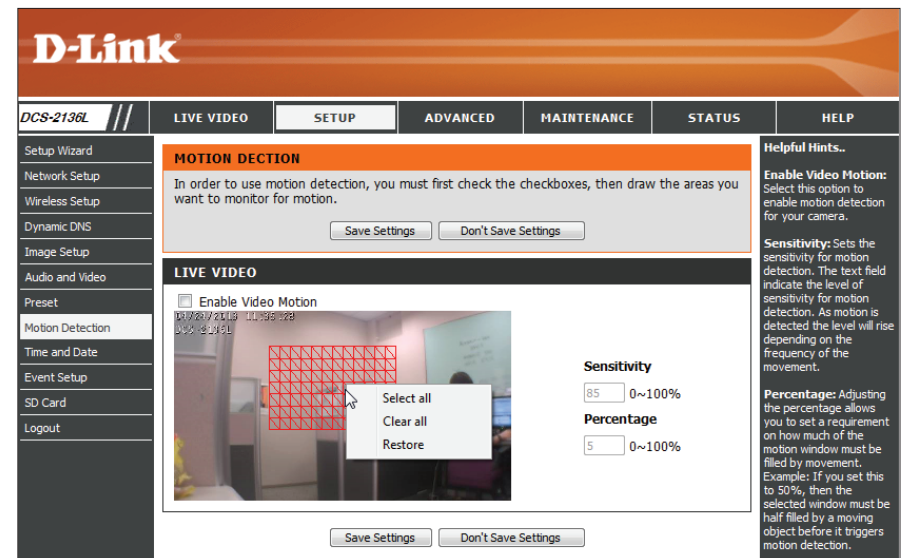 D-Link
DCS-2136L
LIVE VIDEO
SETUP
ADVANCED
MAINTENANCE
STATUS
HELP
Setup Wizard
Network Setup
Wireless Setup
Dynamic DNS
Image Setup
Audio and Video
Preset
Motion Detection
Time and Date
Event Setup
SD Card
Logout
MOTION DECTION
In order to use motion detection, you must first check the checkboxes, then draw the areas you
want to monitor for motion.
Save Settings
Don't Save Settings
LIVE VIDEO
Enable Video Motion
Select all
Clear all
Restore
Sensitivity
85 0~100%
Percentage
5 0~100%
Save Settings
Don't Save Settings
Helpful Hints..
Enable Video Motion:
Select this option to
enable motion detection
for your camera.
Sensitivity: Sets the
sensitivity for motion
detection. The text field
indicate the level of
sensitivity for motion
detection. As motion is
detected the level will rise
depending on the
frequency of the
movement.
Percentage: Adjusting
the percentage allows
you to set a requirement
on how much of the
motion window must be
filled by movement.
Example: If you set this
to 50%, then the
selected window must be
half filled by a moving
object before it triggers
motion detection.